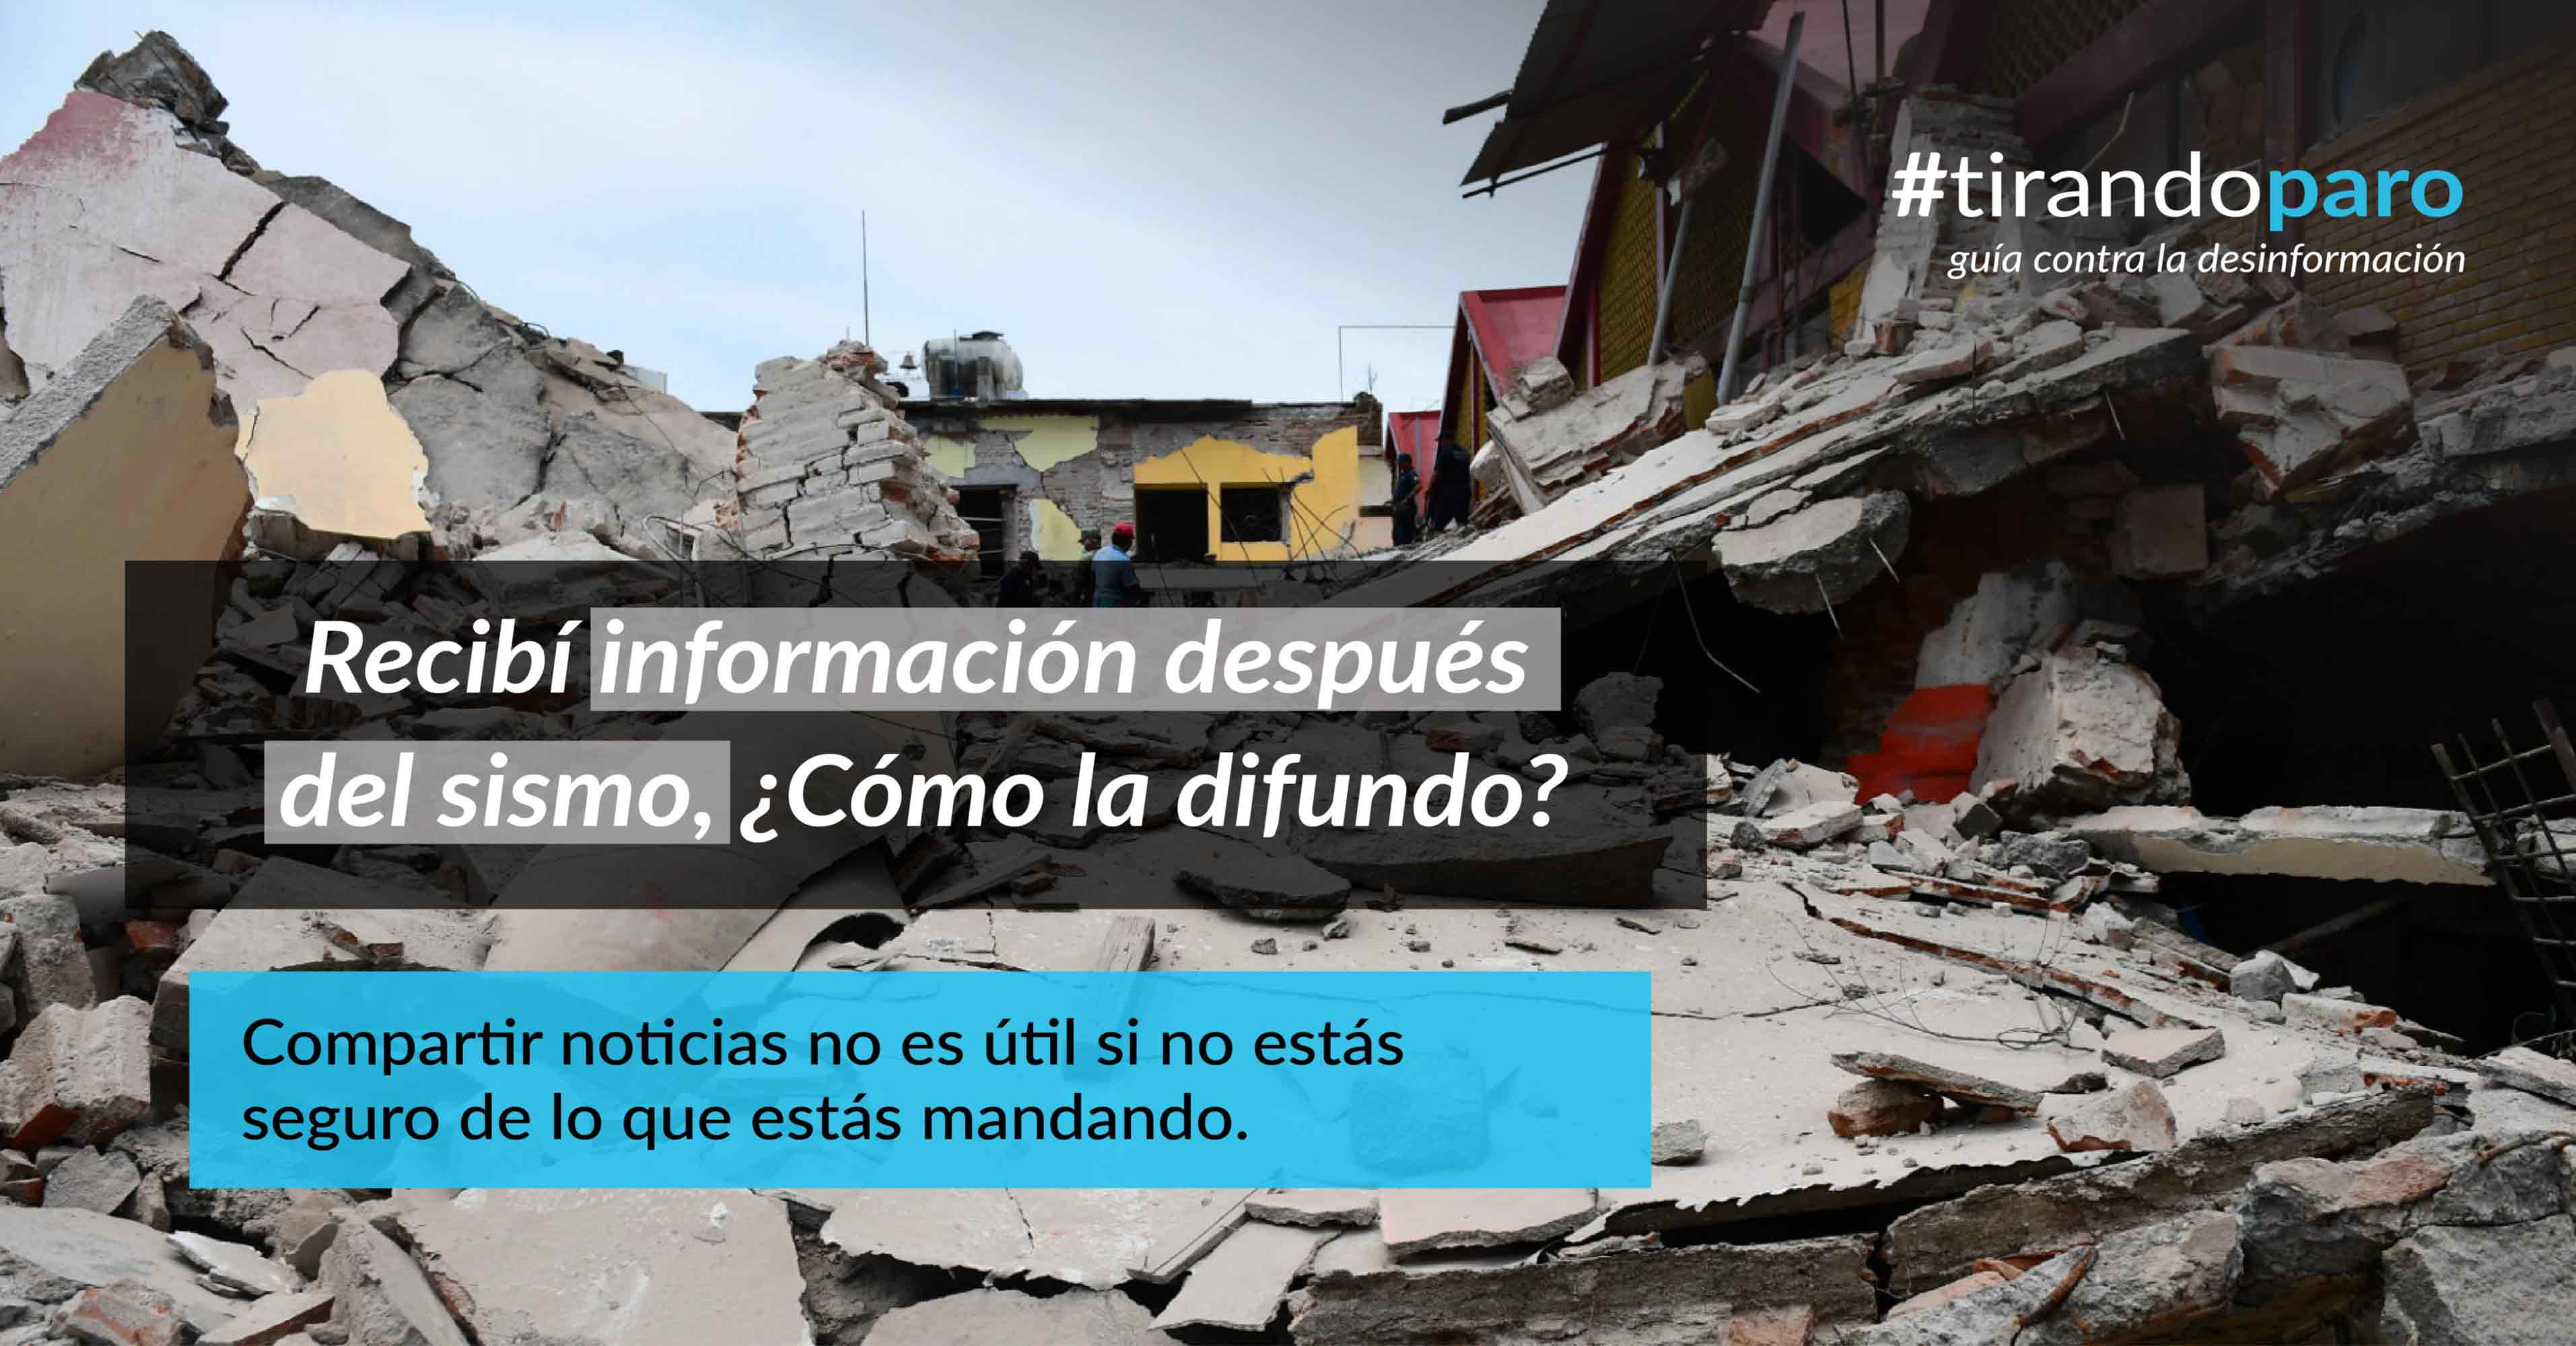 #tirandoparo
guía contra la desinformación
Recibí información después
del sismo, ¿Cómo la difundo?
Compartir noticias no es útil si no estás
seguro de lo que estás mandando.